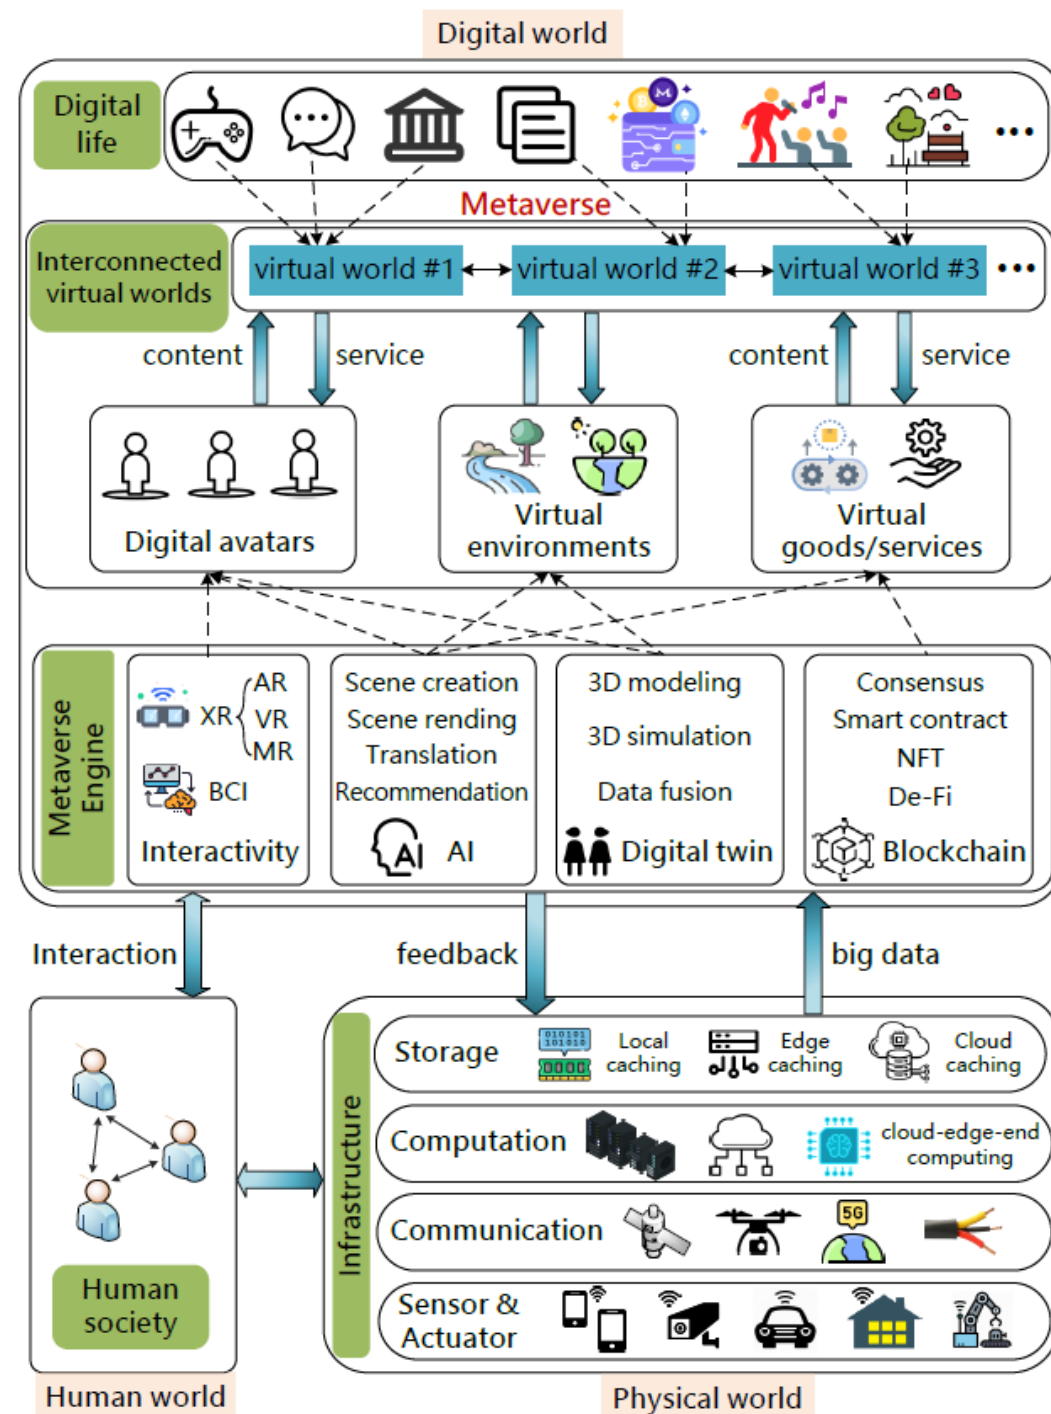 Digital world
Digital
life
Metaverse
Interconnected
virtual worlds
virtual world #1
virtual world #2
virtual world #3
content
service
content
service
Digital avatars
Virtual
environments
Virtual
goods/services
Metaverse
Engine
XR
AR
VR
MR
BCI
Interactivity
Scene creation
Scene rending
Translation
Recommendation
AI
AI
3D modeling
3D simulation
Data fusion
Digital twin
Consensus
Smart contract
NFT
De-Fi
Blockchain
Interaction
feedback
big data
Human
society
Human world
Infrastructure
Storage
010101
101010
Local
caching
Edge
caching
Cloud
caching
Computation
cloud-edge-end
computing
Communication
5G
Sensor &
Actuator
Physical world